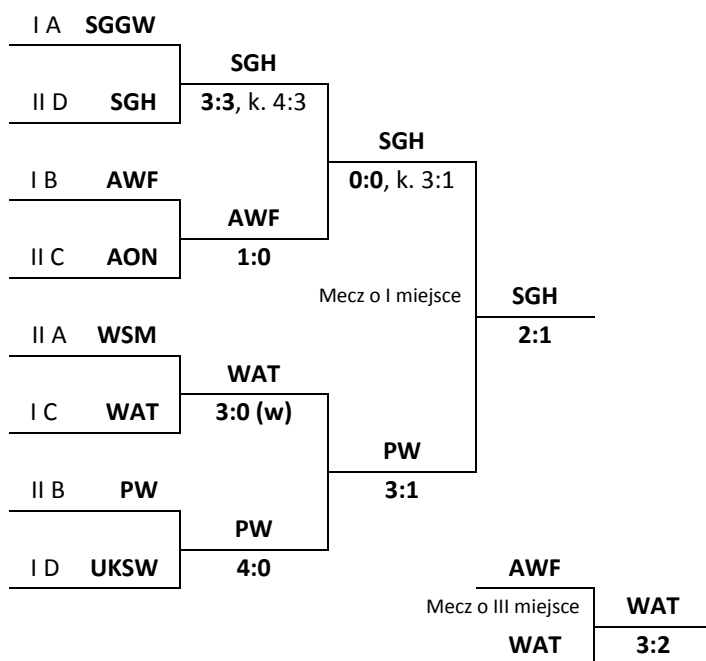 I A SGGW
SGH
II D SGH 3:3, k. 4:3
SGH
I B AWF 0:0, k. 3:1
AWF
II C AON 1:0
Mecz o I miejsce SGH
II A WSM 2:1
WAT
I C WAT 3:0 (w)
PW
II B PW 3:1
PW
I D UKSW 4:0 AWF
Mecz o III miejsce WAT
WAT 3:2